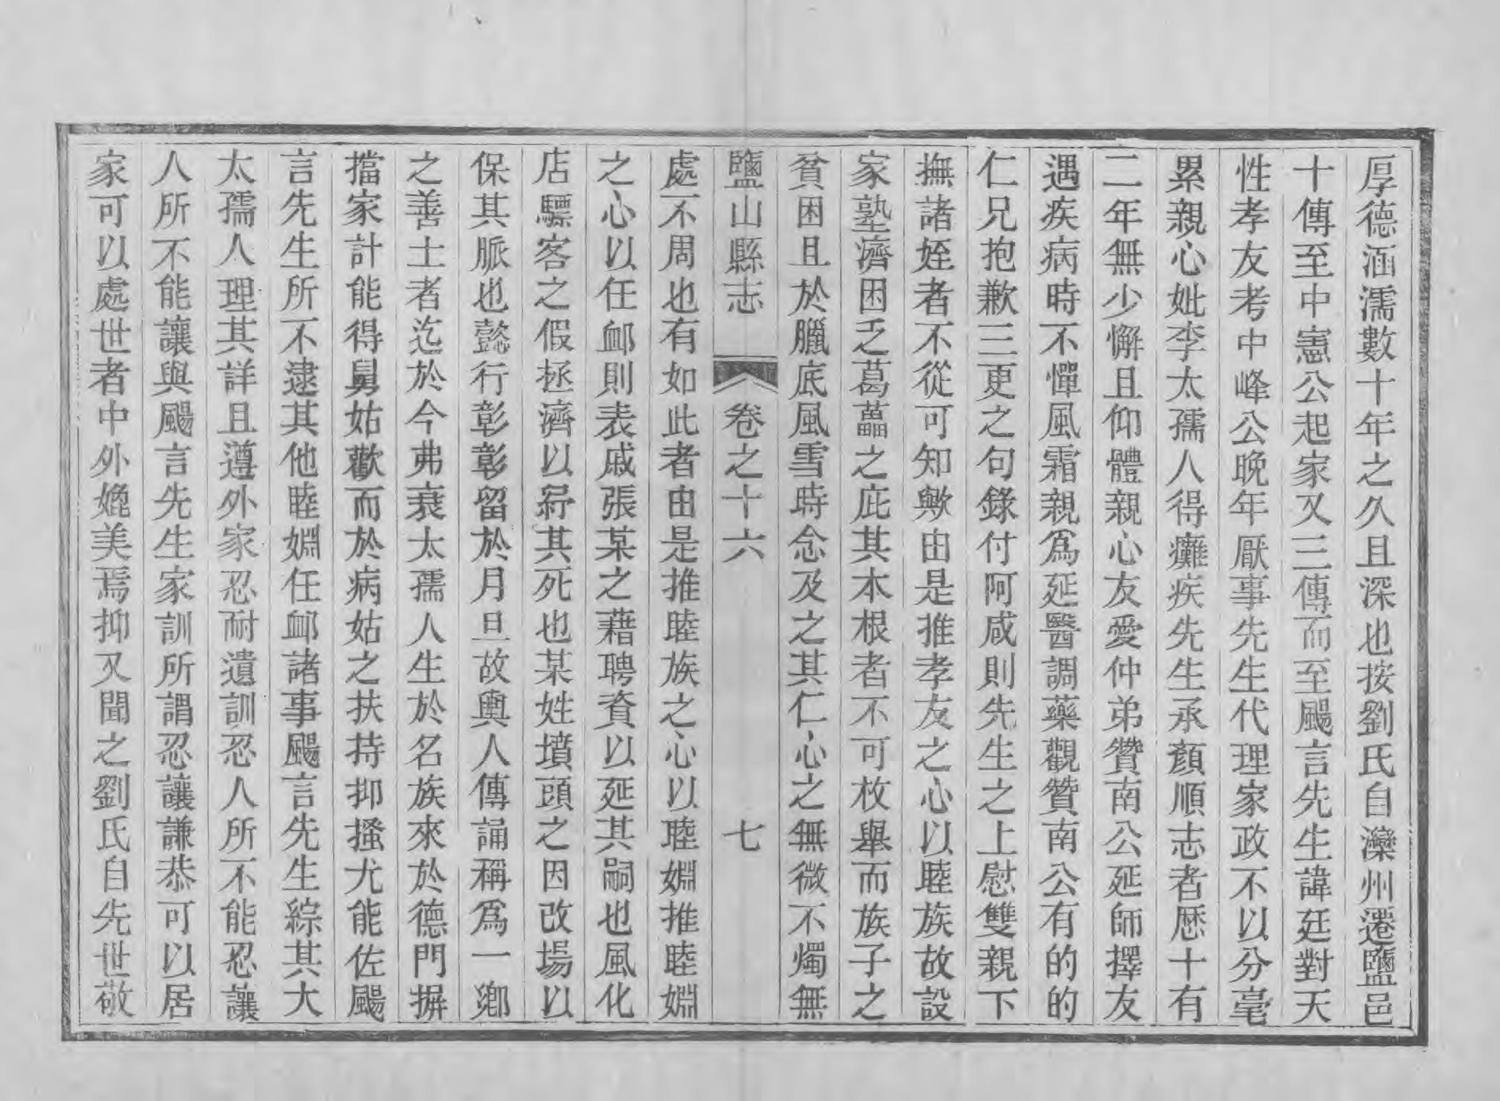 厚德涵濡數十年之久且深也按劉氏自灤州遷鹽邑
十傳至中憲公起家又三傳而至颺言先生諱廷對天
性孝友考中峰公晚年厭事先生代理家政不以分毫
累親心妣李太孺人得癱疾先生承顏順志者歷十有
二年無少懈且仰體親心友愛仲弟贊南公延師擇友
遇疾病時不憚風霜親爲延醫調藥觀贊南公有的的
仁兄抱歉三更之句錄付阿咸則先生之上慰雙親下
撫諸姪者不從可知歟由是推孝友之心以睦族故設
家塾濟困乏葛藟之庇其本根者不可枚舉而族子之
貧困且於臘底風雪時念及之其仁心之無微不燭無
鹽山縣志 卷之十六 七
處不周也有如此者由是推睦族之心以睦婣推睦婣
之心以任卹則表戚張某之藉聘資以延其嗣也風化
店驃客之假拯濟以紓其死也某姓墳頭之因改場以
保其脈也懿行彰彰留於月旦故輿人傳誦稱爲一鄉
之善士者迄於今弗衰太孺人生於名族來於德門摒
擋家計能得舅姑歡而於病姑之扶持抑搔尤能佐颺
言先生所不逮其他睦婣任卹諸事颺言先生綜其大
太孺人理其詳且遵外家忍耐遺訓忍人所不能忍讓
人所不能讓與颺言先生家訓所謂忍讓謙恭可以居
家可以處世者中外媲美焉抑又聞之劉氏自先世敬